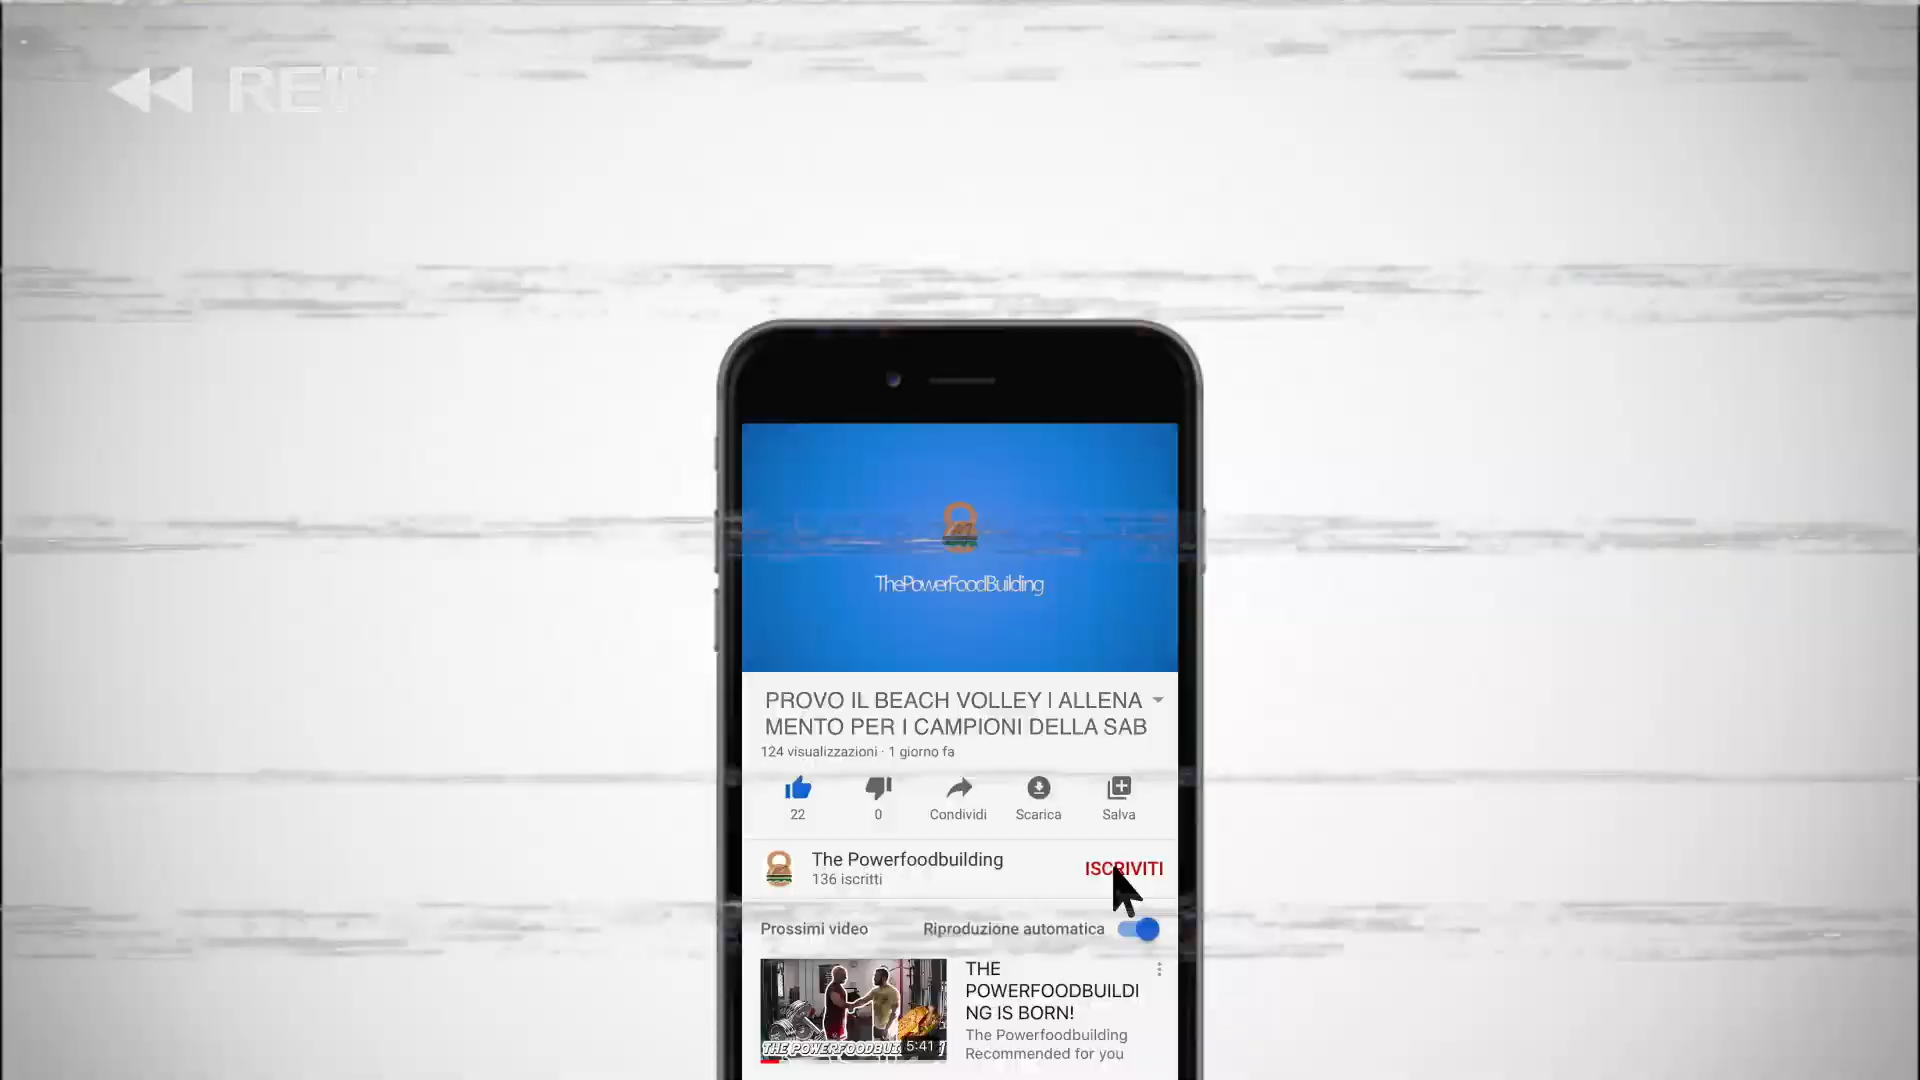 ThePowerFoodBuilding
PROVO IL BEACH VOLLEY | ALLENA
MENTO PER I CAMPIONI DELLA SAB
124 visualizzazioni · 1 giorno fa
22
0
Condividi
Scarica
Salva
The Powerfoodbuilding
136 iscritti
ISCRIVITI
Prossimi video
Riproduzione automatica
THE
POWERFOODBUILDI
NG IS BORN!
The Powerfoodbuilding
Recommended for you
THE POWERFOODBUI
5:41